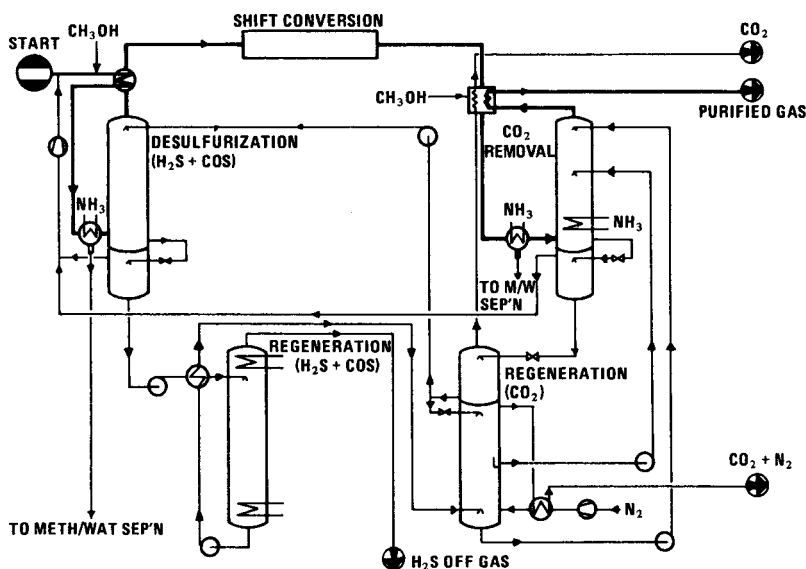 SHIFT CONVERSION
CH₃OH
START
CO₂
CH₃OH
PURIFIED GAS
DESULFURIZATION
(H₂S + COS)
CO₂
REMOVAL
NH₃
NH₃
NH₃
TO M/W
SEP'N
REGENERATION
(H₂S + COS)
REGENERATION
(CO₂)
CO₂ + N₂
N₂
TO METH/WAT SEP'N
H₂S OFF GAS